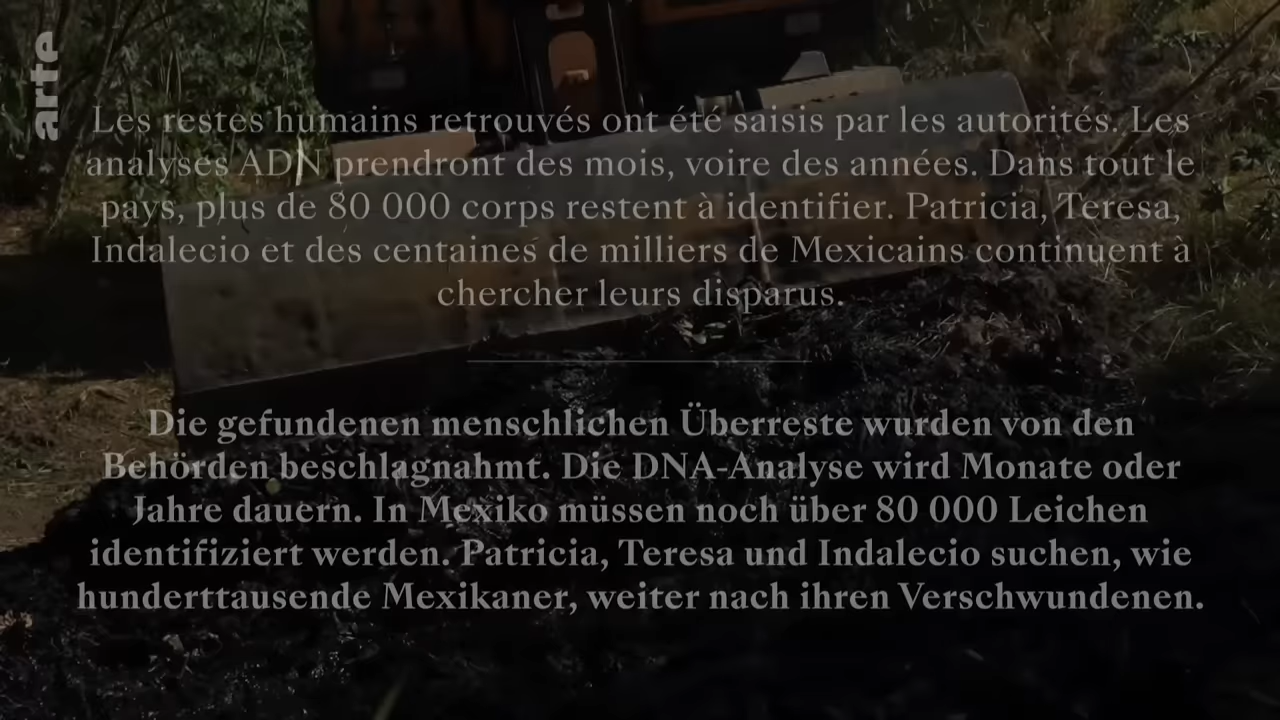 arte
Les restes humains retrouvés ont été saisis par les autorités. Les
analyses ADN prendront des mois, voire des années. Dans tout le
pays, plus de 80 000 corps restent à identifier. Patricia, Teresa,
Indalecio et des centaines de milliers de Mexicains continuent à
chercher leurs disparus.
Die gefundenen menschlichen Überreste wurden von den
Behörden beschlagnahmt. Die DNA-Analyse wird Monate oder
Jahre dauern. In Mexiko müssen noch über 80 000 Leichen
identifiziert werden. Patricia, Teresa und Indalecio suchen, wie
hunderttausende Mexikaner, weiter nach ihren Verschwundenen.